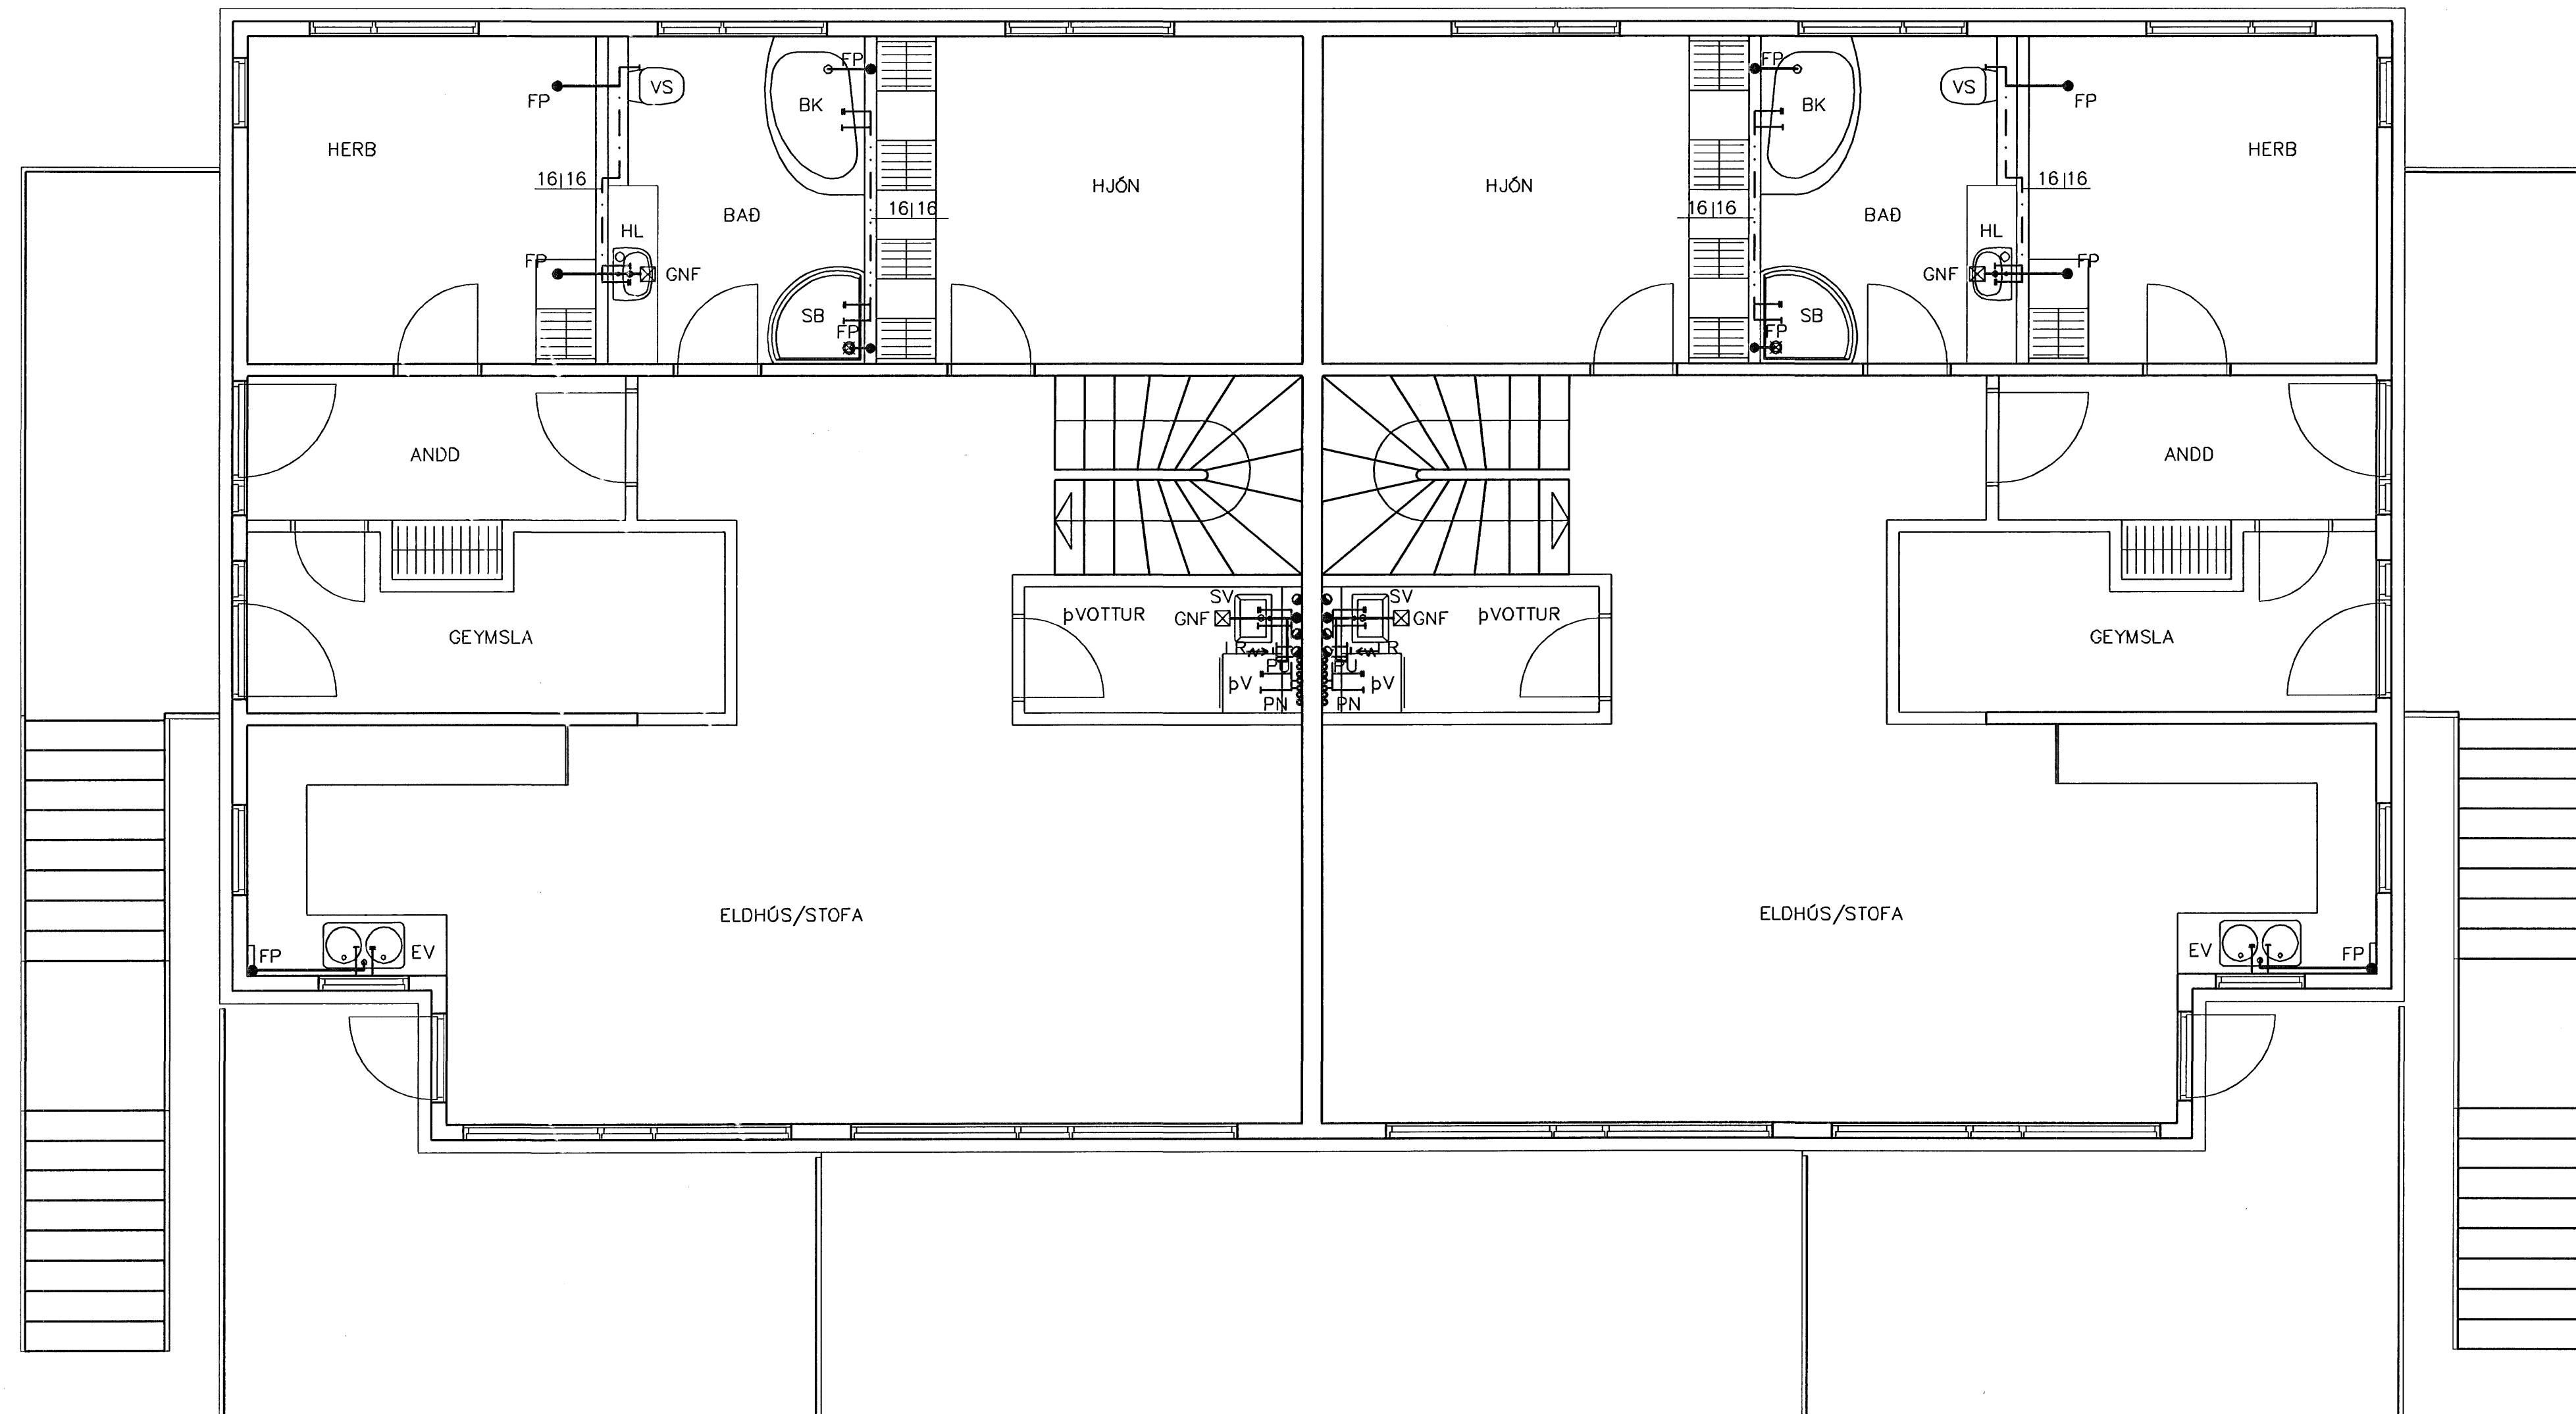 FP
FP
VS
VS
FP
FP
BK
BK
HERB
HERB
16|16
16|16
HJÓN
HJÓN
16|16
16|16
BAÐ
BAÐ
HL
HL
FP
GNF
GNF
FP
SB
SB
FP
FP
ANDD
ANDD
SV
SV
þVOTTUR
GNF
GNF
þVOTTUR
GEYMSLA
GEYMSLA
PU
PU
þV
þV
PN
PN
ELDHÚS/STOFA
ELDHÚS/STOFA
FP
EV
EV
FP